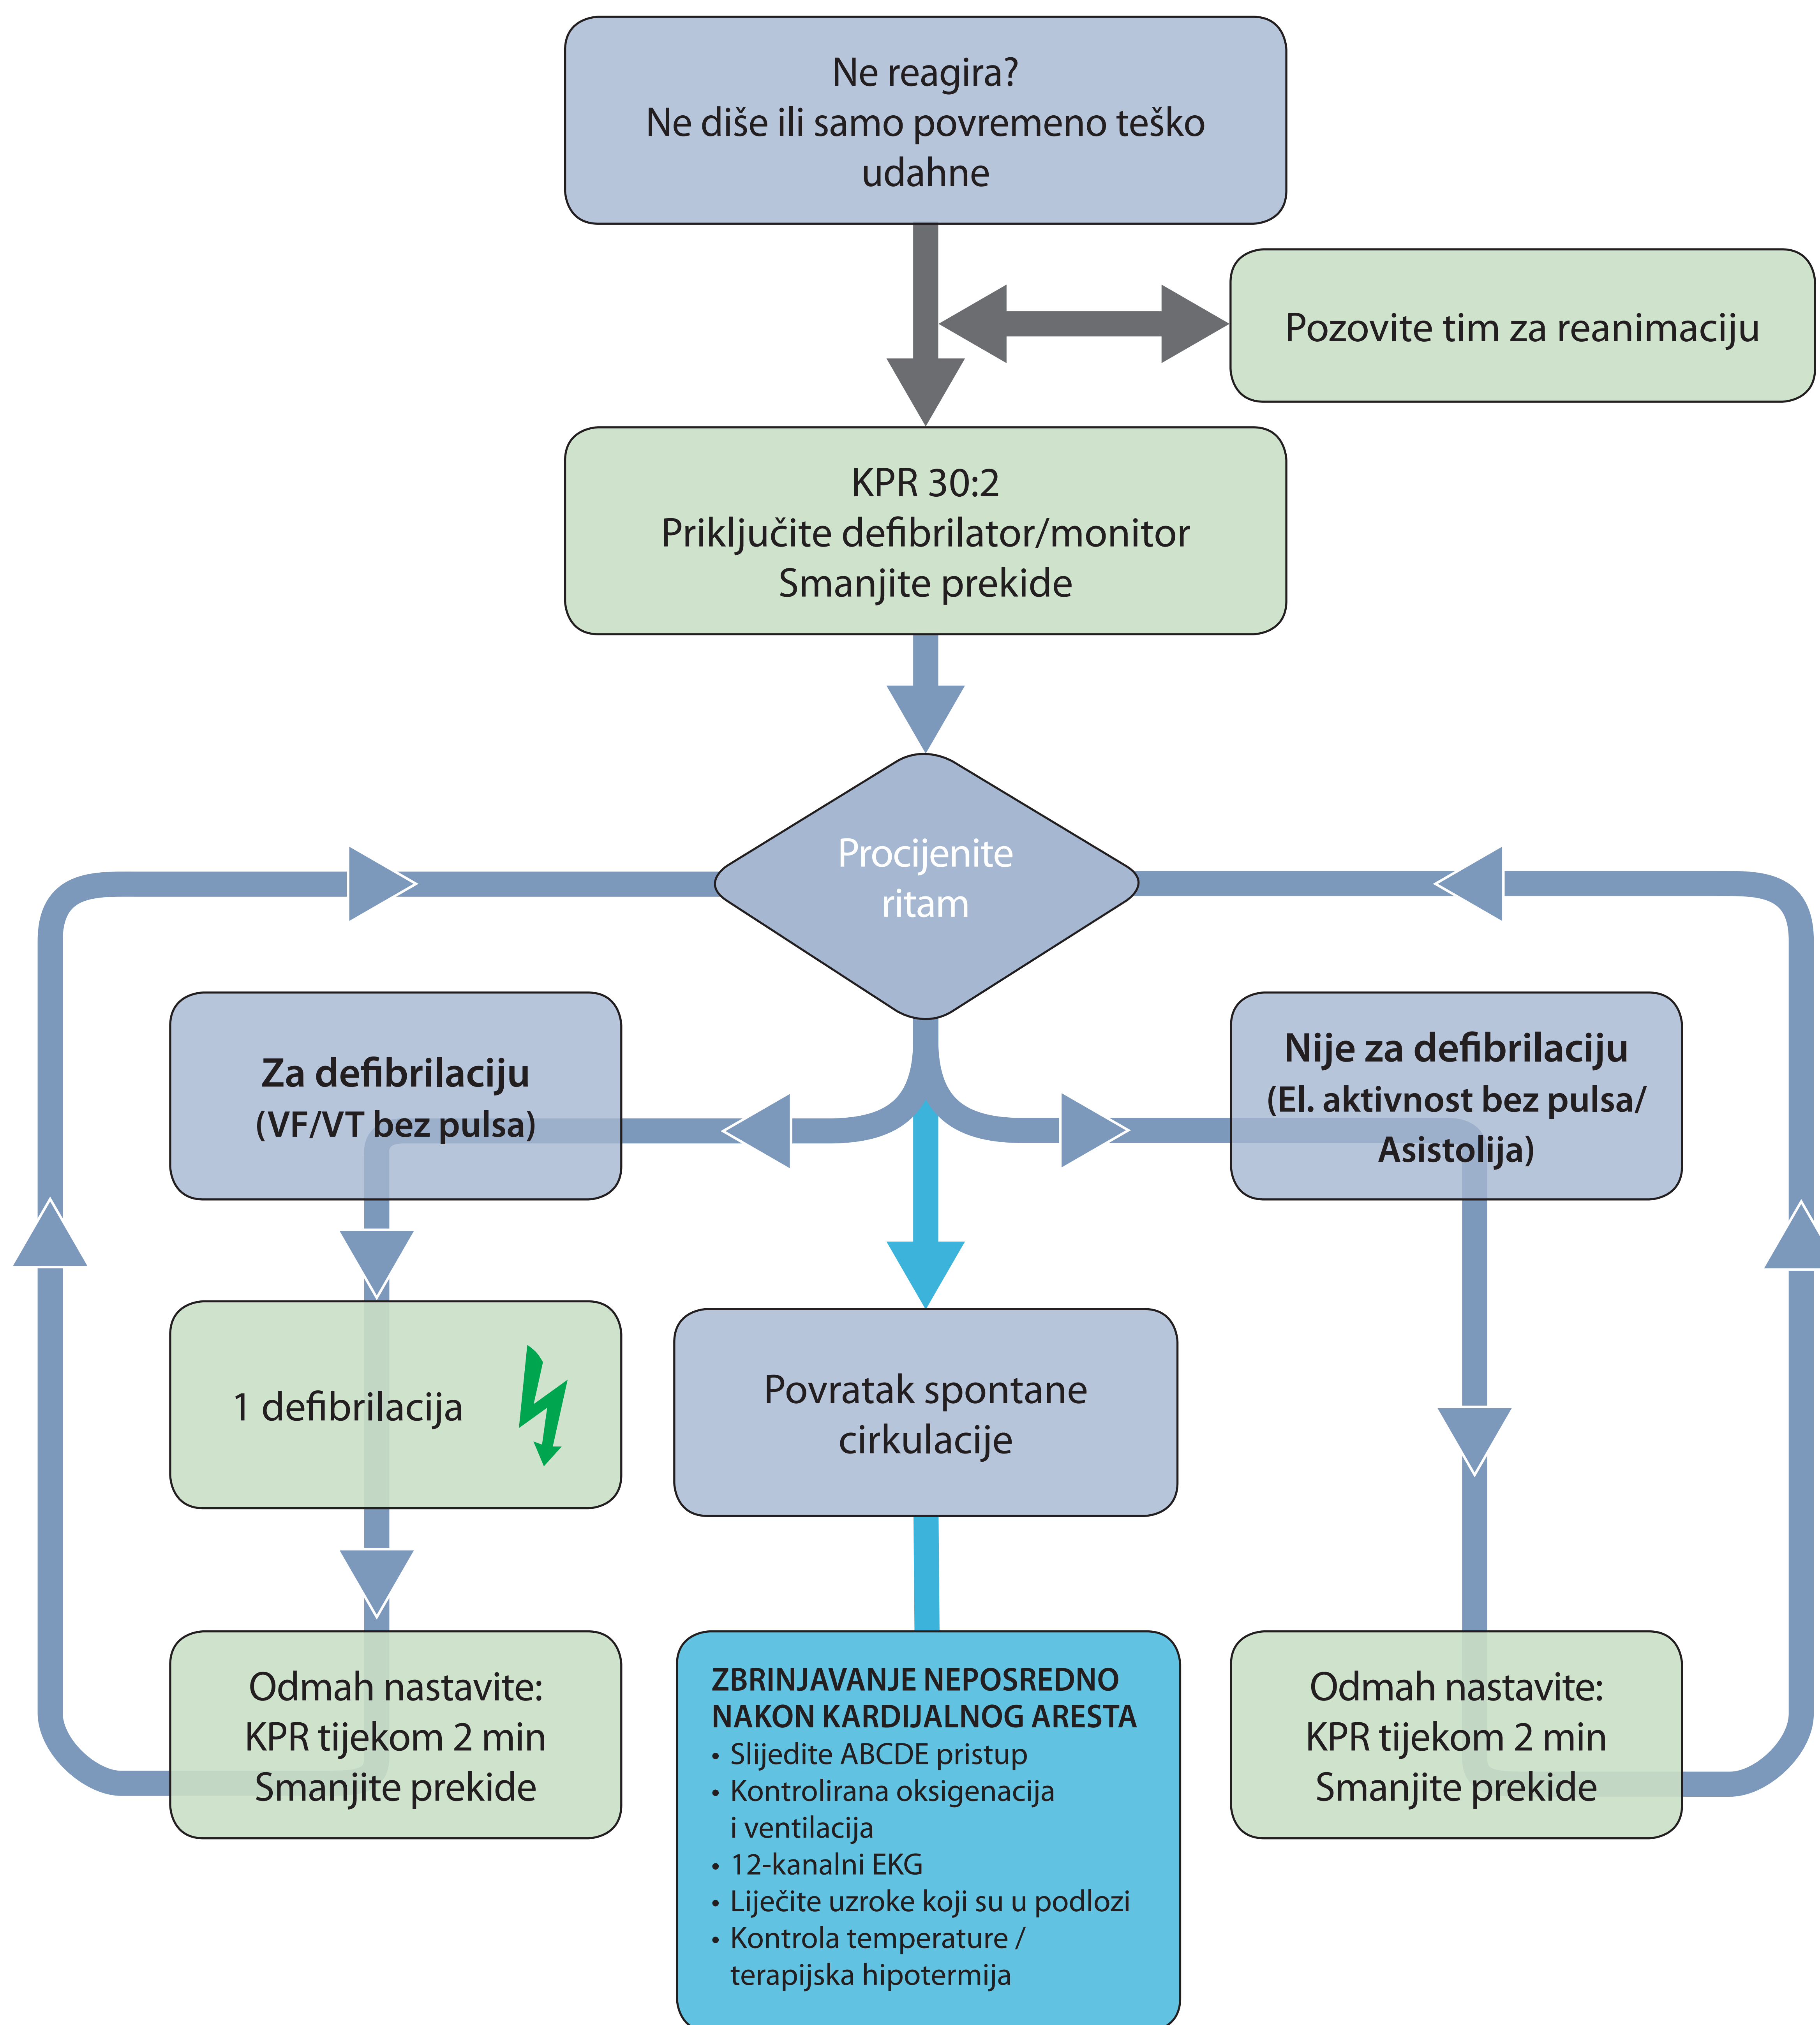 Ne reagira?
Ne diše ili samo povremeno teško
udahne
Pozovite tim za reanimaciju
KPR 30:2
Priključite defibrilator/monitor
Smanjite prekide
Procijenite
ritam
Za defibrilaciju
(VF/VT bez pulsa)
Nije za defibrilaciju
(El. aktivnost bez pulsa/
Asistolija)
1 defibrilacija
Povratak spontane
cirkulacije
Odmah nastavite:
KPR tijekom 2 min
Smanjite prekide
ZBRINJAVANJE NEPOSREDNO
NAKON KARDIJALNOG ARESTA
• Slijedite ABCDE pristup
• Kontrolirana oksigenacija
i ventilacija
• 12-kanalni EKG
• Liječite uzroke koji su u podlozi
• Kontrola temperature /
terapijska hipotermija
Odmah nastavite:
KPR tijekom 2 min
Smanjite prekide